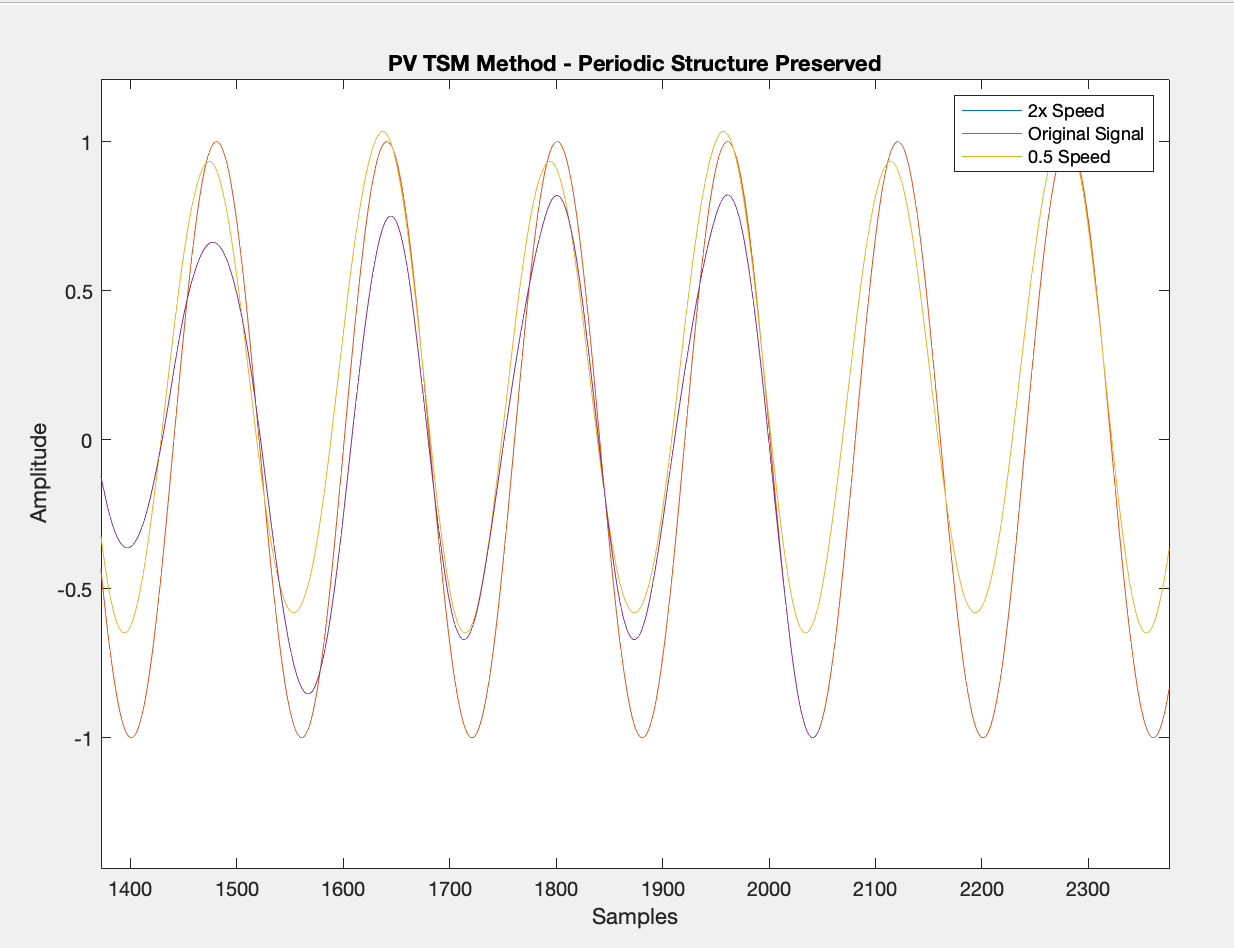 PV TSM Method - Periodic Structure Preserved
2x Speed
Original Signal
0.5 Speed
1
0.5
0
-0.5
-1
Amplitude
1400 1500 1600 1700 1800 1900 2000 2100 2200 2300
Samples